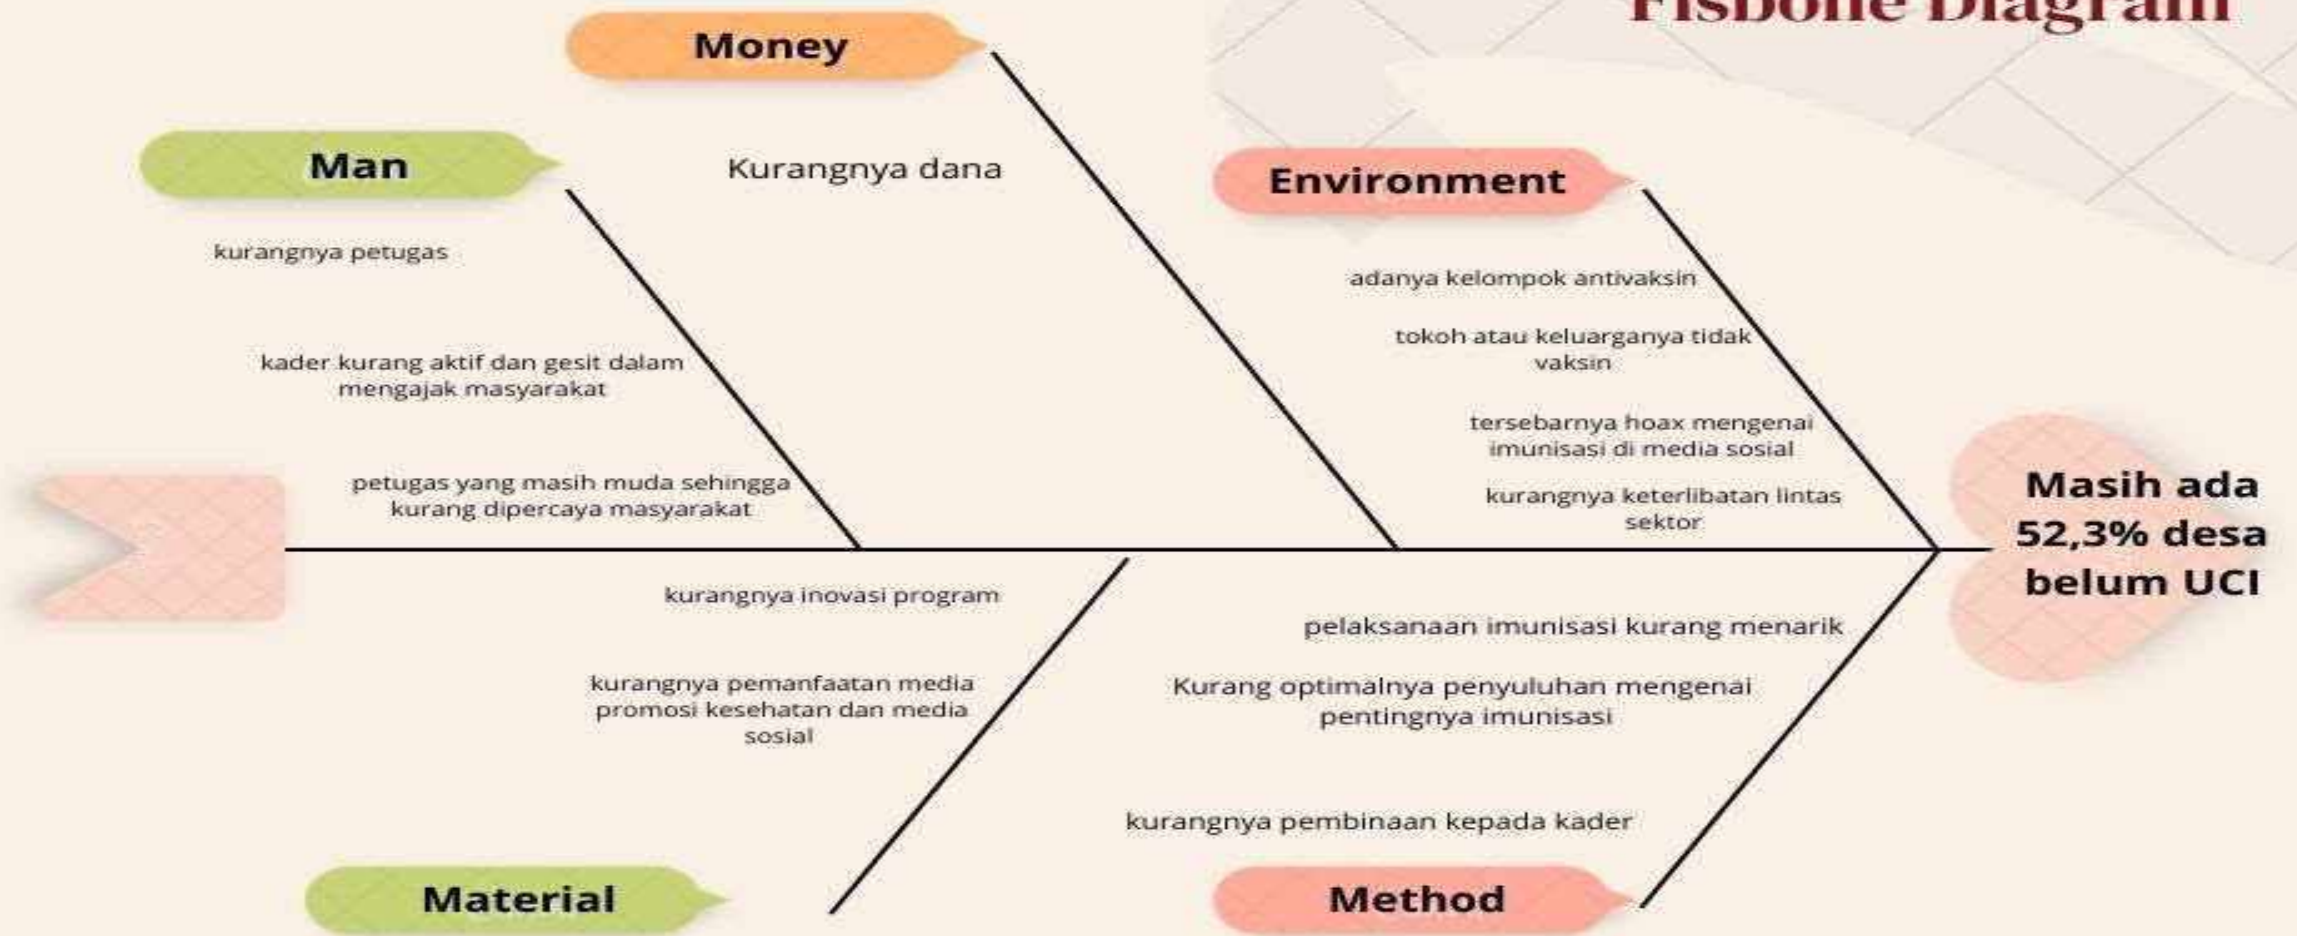 Fisbone Diagram
Money
Man
Kurangnya dana
Environment
kurangnya petugas
adanya kelompok antivaksin
tokoh atau keluarganya tidak
vaksin
kader kurang aktif dan gesit dalam
mengajak masyarakat
tersebarnya hoax mengenai
imunisasi di media sosial
petugas yang masih muda sehingga
kurang dipercaya masyarakat
kurangnya keterlibatan lintas
sektor
Masih ada
52,3% desa
belum UCI
kurangnya inovasi program
pelaksanaan imunisasi kurang menarik
kurangnya pemanfaatan media
promosi kesehatan dan media
sosial
Kurang optimalnya penyuluhan mengenai
pentingnya imunisasi
kurangnya pembinaan kepada kader
Material
Method